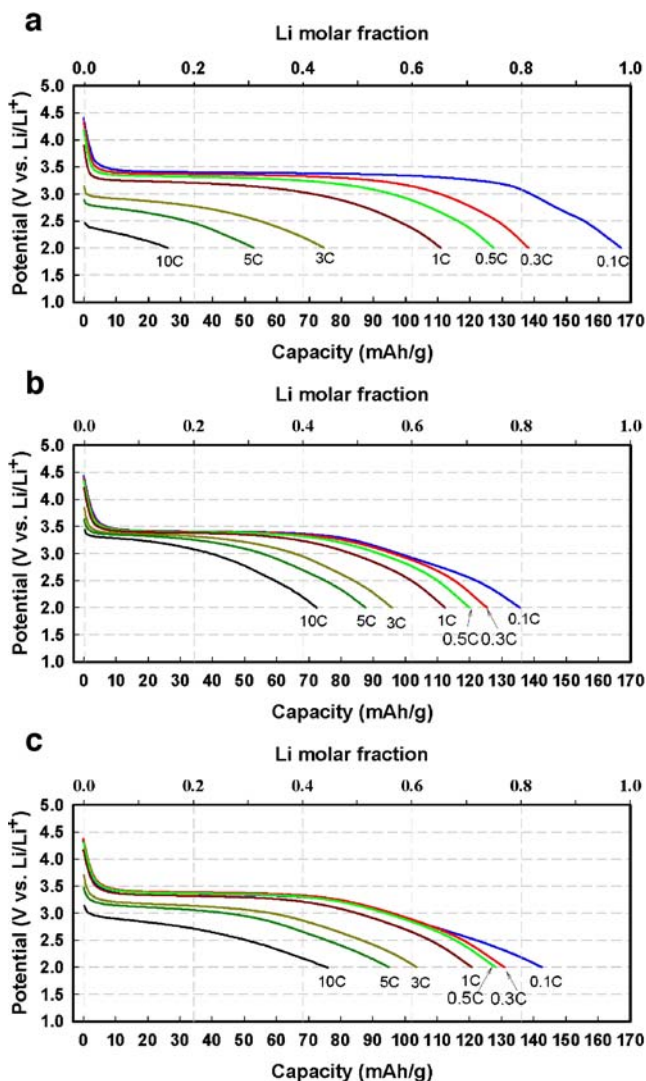 a
Li molar fraction
0.0 0.2 0.4 0.6 0.8 1.0
Potential (V vs. Li/Li+)
5.0
4.5
4.0
3.5
3.0
2.5
2.0
1.5
1.0
10C 5C 3C 1C 0.5C 0.3C 0.1C
0 10 20 30 40 50 60 70 80 90 100 110 120 130 140 150 160 170
Capacity (mAh/g)
b
Li molar fraction
0.0 0.2 0.4 0.6 0.8 1.0
Potential (V vs. Li/Li+)
5.0
4.5
4.0
3.5
3.0
2.5
2.0
1.5
1.0
10C 5C 3C 1C 0.1C
0.5C 0.3C
0 10 20 30 40 50 60 70 80 90 100 110 120 130 140 150 160 170
Capacity (mAh/g)
c
Li molar fraction
0.0 0.2 0.4 0.6 0.8 1.0
Potential (V vs. Li/Li+)
5.0
4.5
4.0
3.5
3.0
2.5
2.0
1.5
1.0
10C 5C 3C 1C 0.1C
0.5C 0.3C
0 10 20 30 40 50 60 70 80 90 100 110 120 130 140 150 160 170
Capacity (mAh/g)